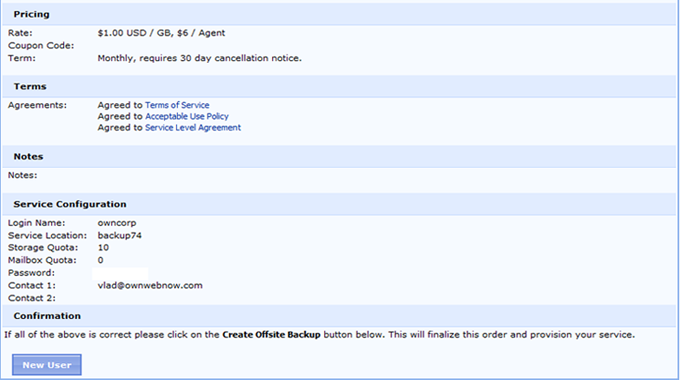 Pricing
Rate: $1.00 USD / GB, $6 / Agent
Coupon Code:
Term: Monthly, requires 30 day cancellation notice.
Terms
Agreements: Agreed to Terms of Service
Agreed to Acceptable Use Policy
Agreed to Service Level Agreement
Notes
Notes:
Service Configuration
Login Name: owncorp
Service Location: backup74
Storage Quota: 10
Mailbox Quota: 0
Password:
Contact 1: vlad@ownwebnow.com
Contact 2:
Confirmation
If all of the above is correct please click on the Create Offsite Backup button below. This will finalize this order and provision your service.
New User